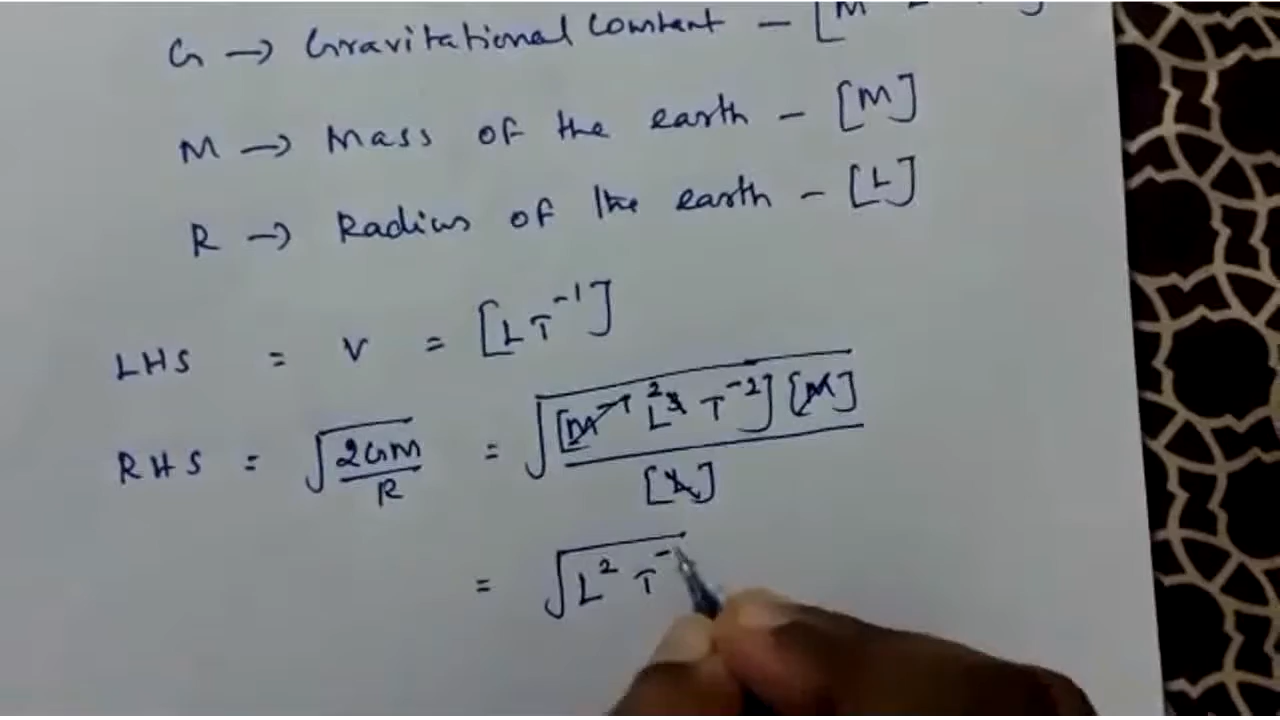 G → Gravitational Constant – [M
M → Mass of the earth – [M]
R → Radius of the earth – [L]
LHS = v = [LT⁻¹]
RHS = √(2GM/R) = √([M⁻¹ L³ ² T⁻²] [M] / [L])
= √(L² T⁻